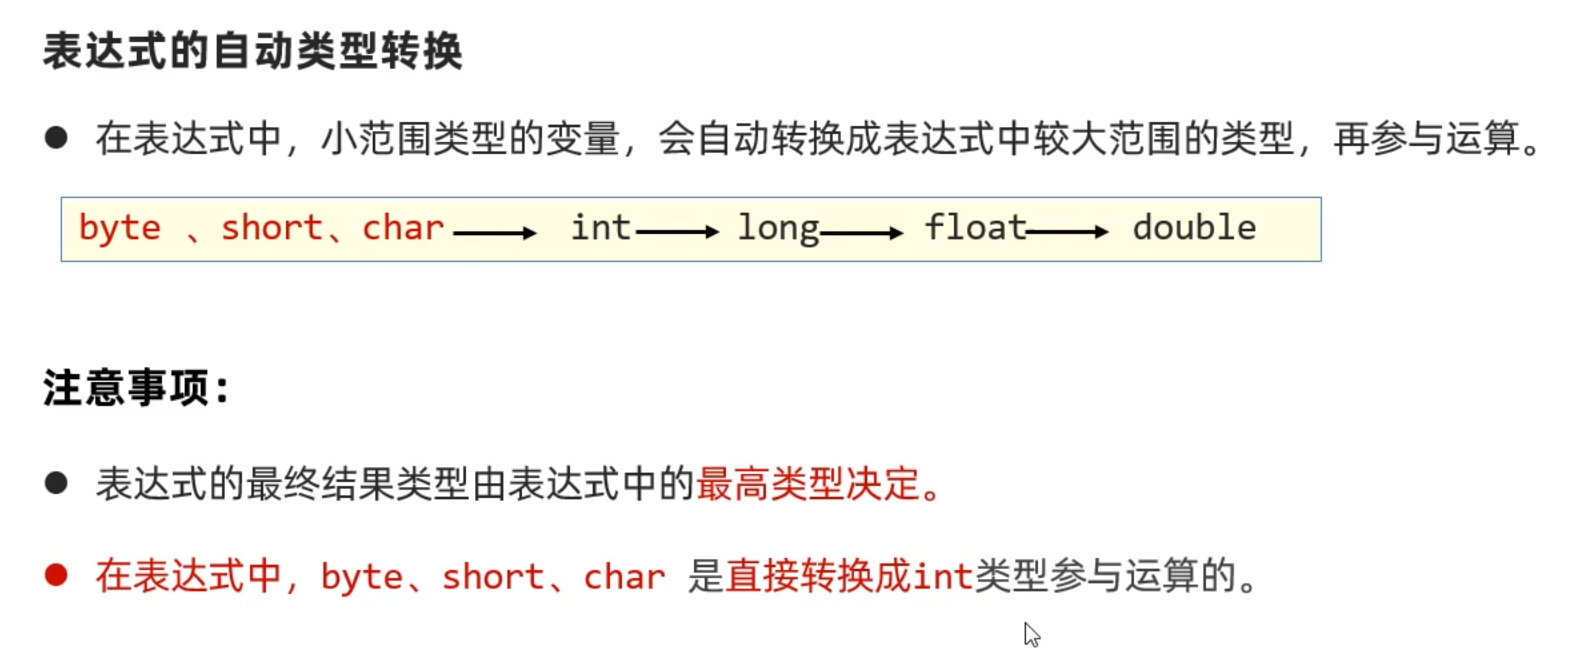 表达式的自动类型转换
● 在表达式中，小范围类型的变量，会自动转换成表达式中较大范围的类型，再参与运算。
byte 、short、char → int → long → float → double
注意事项：
● 表达式的最终结果类型由表达式中的最高类型决定。
● 在表达式中，byte、short、char 是直接转换成int类型参与运算的。